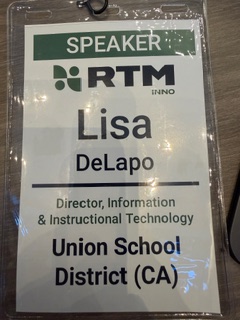 SPEAKER
RTM
INNO
Lisa
DeLapo
Director, Information
& Instructional Technology
Union School
District (CA)